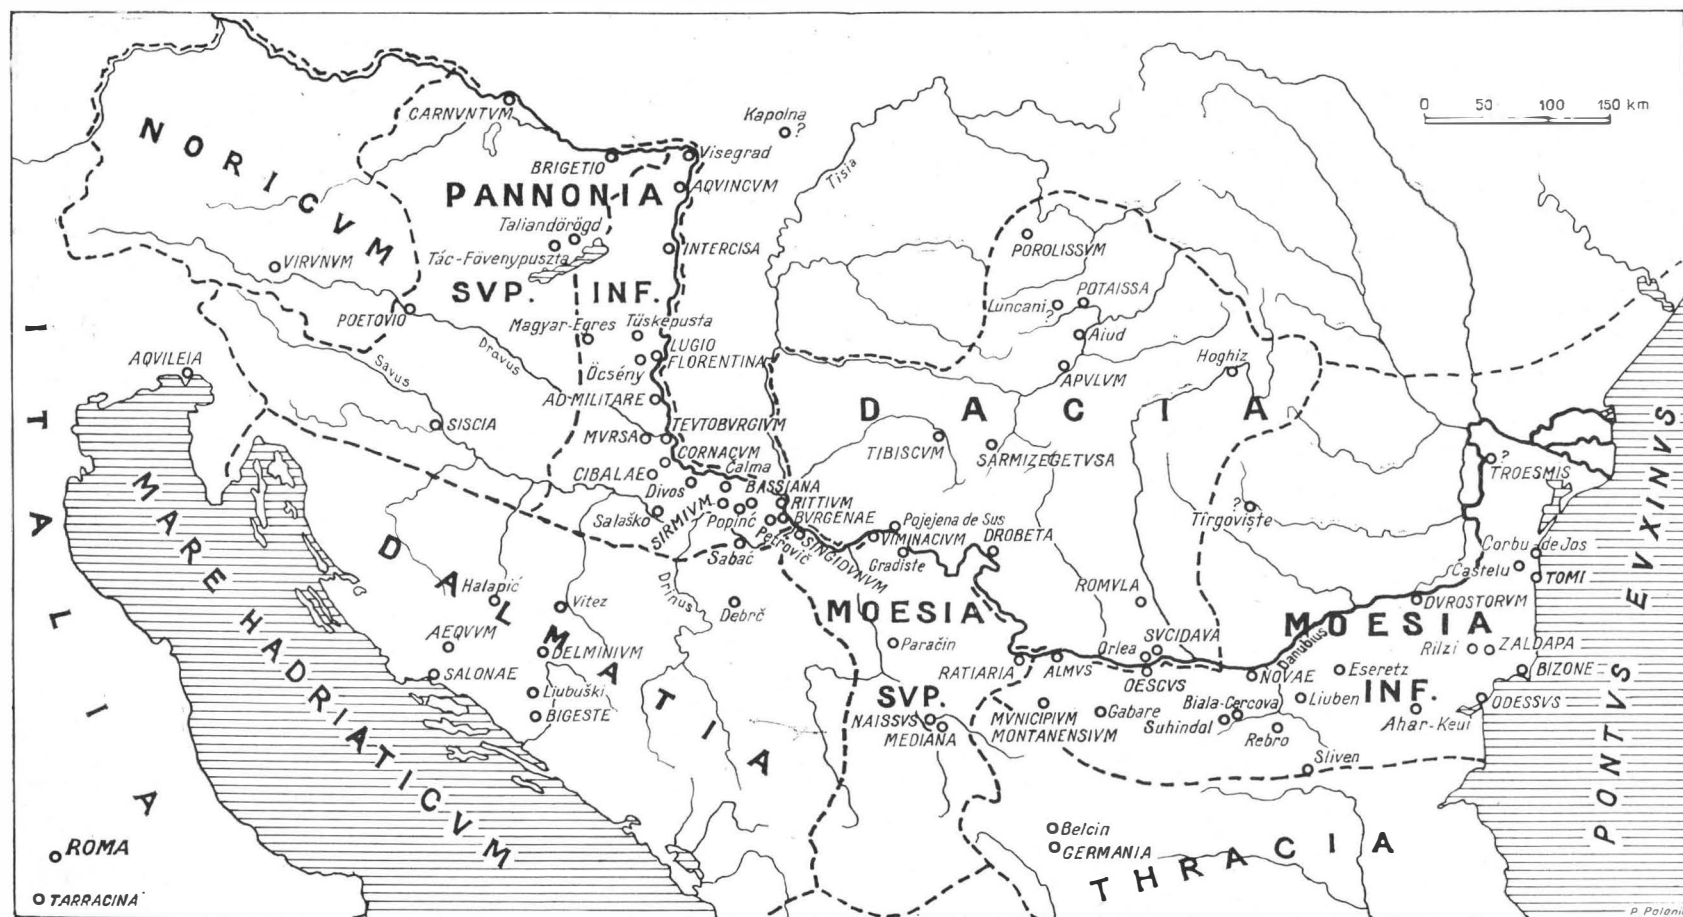 NORICVM
CARNVNTVM
Kapolna
?
0 50 100 150 km
BRIGETIO
Visegrad
PANNONIA
AQVINCVM
Tisia
Taliandörögd
Tác-Fövenypuszta
INTERCISA
POROLISSVM
VIRVNVM
SVP.
INF.
POETOVIO
Magyar-Egres
Tüskepusta
Luncani
?
POTAISSA
Aiud
AQVILEIA
Savus
Dravus
LUGIO
FLORENTINA
Öcsény
Hoghiz
APVLVM
AD MILITARE
DACIA
SISCIA
MVRSA
TEVTOBVRGIVM
CORNACVM
TIBISCVM
SARMIZEGETVSA
CIBALAE
Čalma
Divos
BASSIANA
?
TROESMIS
RITTIVM
BVRGENAE
Salaško
SIRMIVM
Popinć
Petrovič
SINGIDVNVM
Pojejena de Sus
VIMINACIVM
Gradiste
DROBETA
?
Tîrgoviște
Sabać
Drinus
Corbu de Jos
Castelu
TOMI
ITALIA
MARE HADRIATICVM
DALMATIA
Halapić
Vitez
Debrč
MOESIA
ROMVLA
DVROSTORVM
MOESIA
AEQVVM
DELMINIVM
Paračin
Orlea
SVCIDAVA
Danubius
Rilzi
ZALDAPA
SALONAE
RATIARIA
ALMVS
OESCVS
NOVAE
Eseretz
BIZONE
Liubuški
BIGESTE
SVP.
NAISSVS
MEDIANA
MVNICIPIVM
MONTANENSIVM
Gabare
Biala-Cercova
Suhindol
Liuben
INF.
ODESSVS
Ahar-Keui
Rebro
Sliven
PONTVS EVXINVS
ROMA
TARRACINA
Belcin
GERMANIA
THRACIA